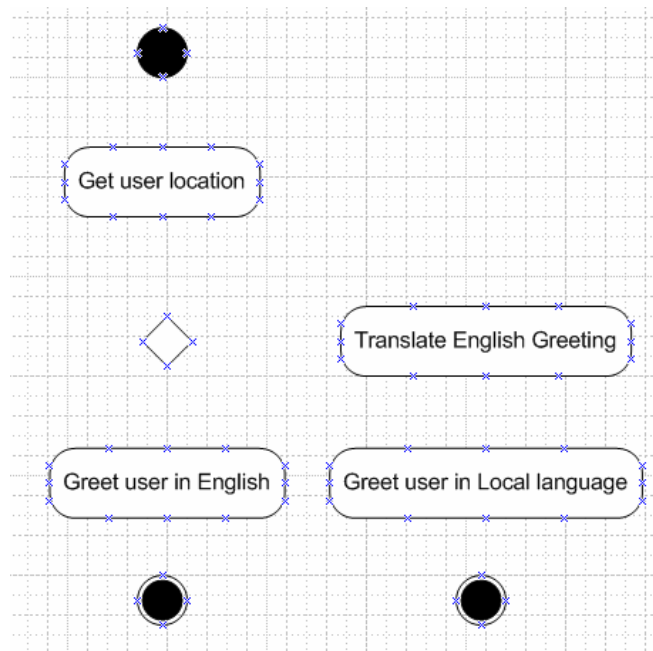 Get user location
Translate English Greeting
Greet user in English
Greet user in Local language